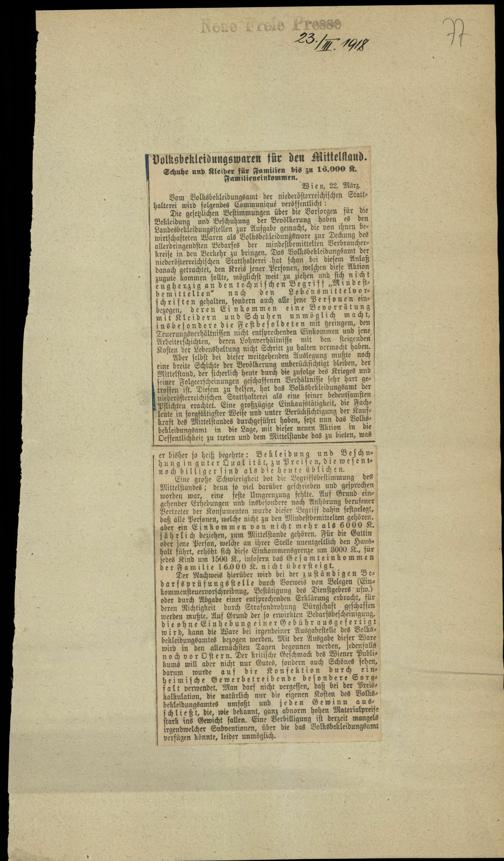 Neue Freie Presse
23./III. 1918
77
Volksbekleidungswaren für den Mittelstand.
Schuhe und Kleider für Familien bis zu 16.000 K.
Familieneinkommen.
Wien, 22. März.
Vom Volksbekleidungsamt der niederösterreichischen Statt-
halterei wird folgendes Communiqué veröffentlicht:
Die gesetzlichen Bestimmungen über die Vorsorgen für die
Bekleidung und Beschuhung der Bevölkerung haben es den
Landesbekleidungsstellen zur Aufgabe gemacht, die von ihnen be-
wirtschafteten Waren als Volksbekleidungsware zur Deckung des
allerdringendsten Bedarfes der mindestbemittelten Verbraucher-
kreise in den Verkehr zu bringen. Das Volksbekleidungsamt der
niederösterreichischen Statthalterei hat schon bei diesem Anlaß
danach getrachtet, den Kreis jener Personen, welchen diese Aktion
zugute kommen sollte, möglichst weit zu ziehen und sich nicht
engherzig an den technischen Begriff „Mindest-
bemittelten" nach den Lebensmittelvor-
schriften gehalten, sondern auch alle jene Personen ein-
bezogen, deren Einkommen eine Bevorrätung
mit Kleidern und Schuhen unmöglich macht,
insbesondere die Festbesoldeten mit geringen, den
Teuerungsverhältnissen nicht entsprechenden Einkommen und jene
Arbeiterschichten, deren Lohnverhältnisse mit den steigenden
Kosten der Lebenshaltung nicht Schritt zu halten vermocht haben.
Aber selbst bei dieser weitgehenden Auslegung mußte noch
eine breite Schichte der Bevölkerung unberücksichtigt bleiben, der
Mittelstand, der sicherlich heute durch die zufolge des Krieges und
seiner Folgeerscheinungen geschaffenen Verhältnisse sehr hart ge-
troffen ist. Diesem zu helfen, hat das Volksbekleidungsamt der
niederösterreichischen Statthalterei als eine seiner bedeutsamsten
Pflichten erachtet. Eine großzügige Einkaufstätigkeit, die Fach-
leute in sorgfältigster Weise und unter Berücksichtigung der Kauf-
kraft des Mittelstandes durchgeführt haben, setzt nun das Volks-
bekleidungsamt in die Lage, mit dieser neuen Aktion in die
Oeffentlichkeit zu treten und dem Mittelstande das zu bieten, was
er bisher so heiß begehrte: Bekleidung und Beschu-
hung in guter Qualität, zu Preisen, die wesent-
noch billiger sind als die heute üblichen.
Eine große Schwierigkeit bot die Begriffsbestimmung des
Mittelstandes; denn so viel darüber geschrieben und gesprochen
worden war, eine feste Umgrenzung fehlte. Auf Grund ein-
gehender Erhebungen und insbesondere nach Anhörung berufener
Vertreter der Konsumenten wurde dieser Begriff dahin festgelegt,
daß alle Personen, welche nicht zu den Mindestbemittelten gehören,
aber ein Einkommen von nicht mehr als 6000 K.
jährlich beziehen, zum Mittelstande gehören. Für die Gattin
oder jene Person, welche an ihrer Stelle unentgeltlich den Haus-
halt führt, erhöht sich diese Einkommengrenze um 3000 K., für
jedes Kind um 1500 K., insofern das Gesamteinkommen
der Familie 16.000 K. nicht übersteigt.
Der Nachweis hierüber wird bei der zuständigen Be-
darfsprüfungsstelle durch Vorweis von Belegen (Ein-
kommensteuervorschreibung, Bestätigung des Dienstgebers usw.)
oder durch Abgabe einer entsprechenden Erklärung erbracht, für
deren Richtigkeit durch Strafandrohung Bürgschaft geschaffen
werden mußte. Auf Grund der so erwirkten Bedarfsbescheinigung,
die ohne Einhebung einer Gebühr ausgefertigt
wird, kann die Ware bei irgendeiner Ausgabestelle des Volks-
bekleidungsamtes bezogen werden. Mit der Ausgabe dieser Ware
wird in den allernächsten Tagen begonnen werden, jedenfalls
noch vor Ostern. Der kritische Geschmack des Wiener Publi-
kums will aber nicht nur Gutes, sondern auch Schönes sehen,
darum wurde auf die Konfektion durch ein-
heimische Gewerbetreibende besondere Sorg-
falt verwendet. Man darf nicht vergessen, daß bei der Preis-
kalkulation, die natürlich nur die eigenen Kosten des Volks-
bekleidungsamtes umfaßt und jeden Gewinn aus-
schließt, die, wie bekannt, ganz abnorm hohen Materialpreise
stark ins Gewicht fallen. Eine Verbilligung ist derzeit mangels
irgendwelcher Subventionen, über die das Volksbekleidungsamt
verfügen könnte, leider unmöglich.